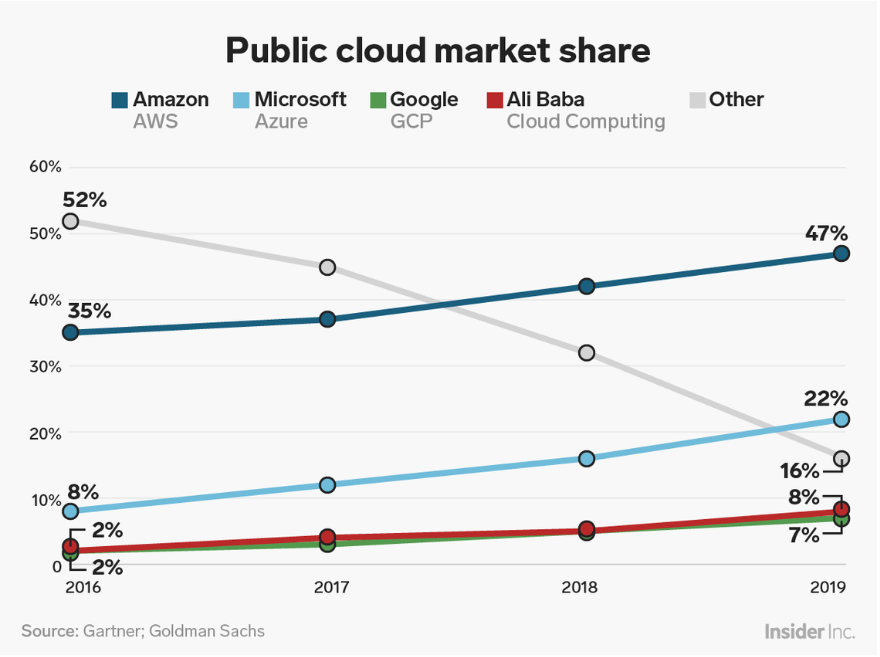 Public cloud market share
Amazon Microsoft Google Ali Baba Other
AWS Azure GCP Cloud Computing
60%
52%
50%
47%
40%
35%
30%
22%
20%
16%
10%
8%
8%
2%
7%
0
2%
2016 2017 2018 2019
Source: Gartner; Goldman Sachs
Insider Inc.